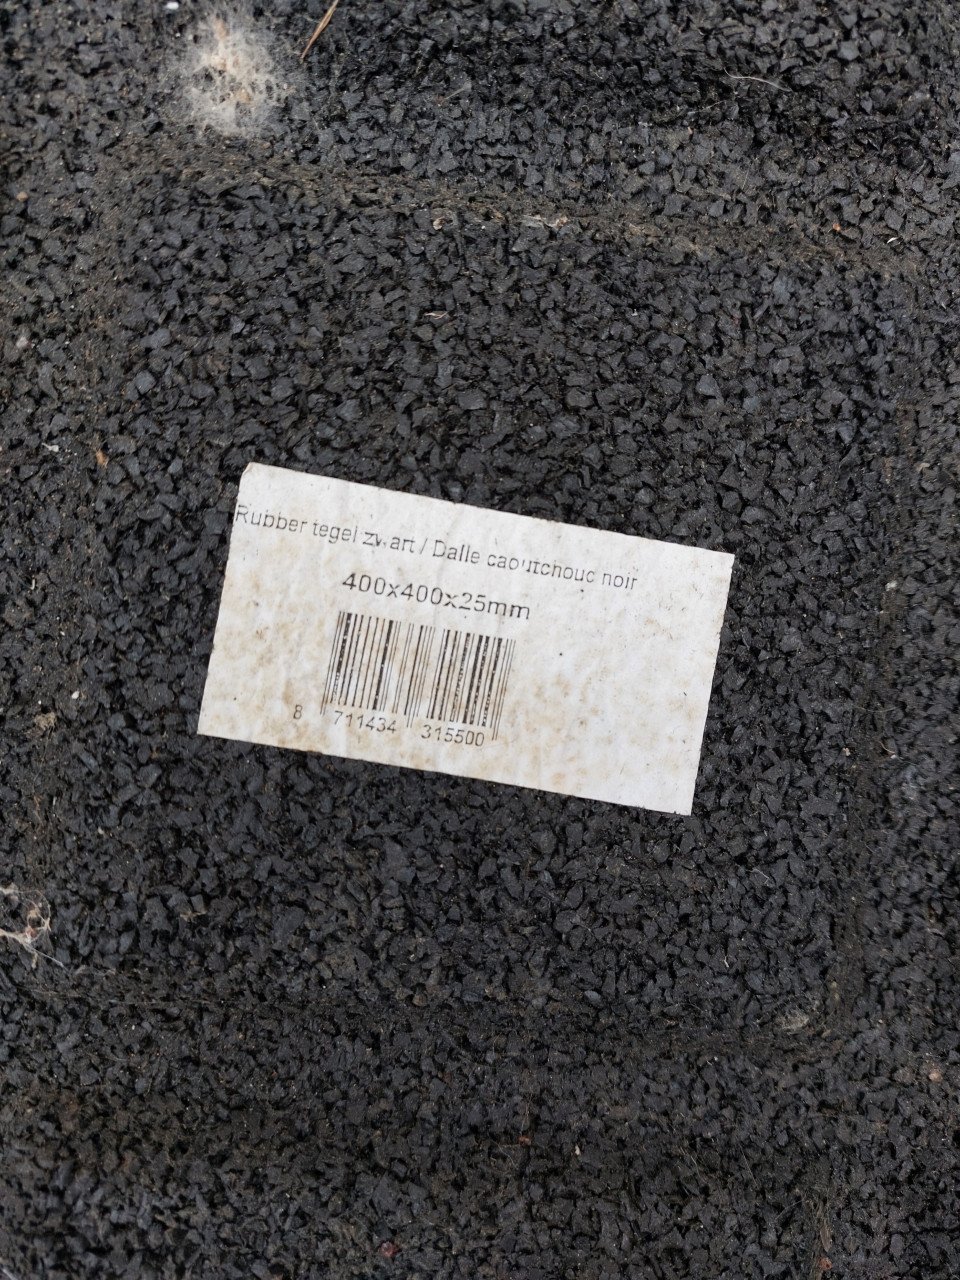 Rubber tegel zwart / Dalle caoutchouc noir
400x400x25mm
8 711434 315500